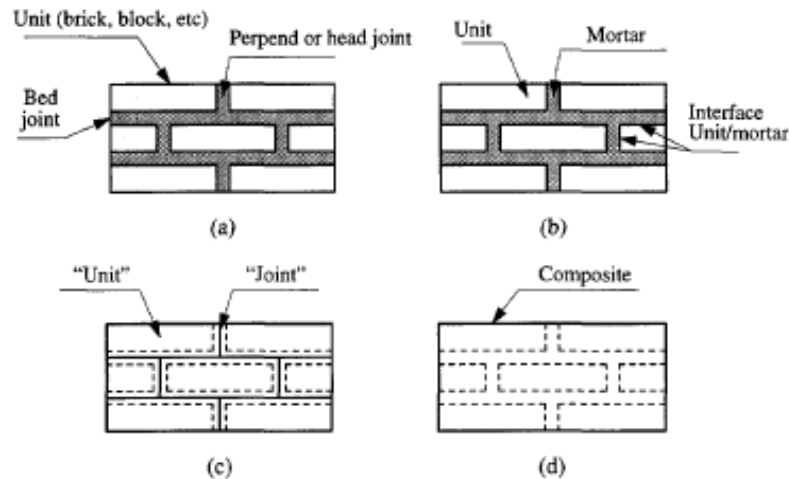 Unit (brick, block, etc)
Perpend or head joint
Bed
joint
(a)
Unit
Mortar
Interface
Unit/mortar
(b)
“Unit”
“Joint”
(c)
Composite
(d)